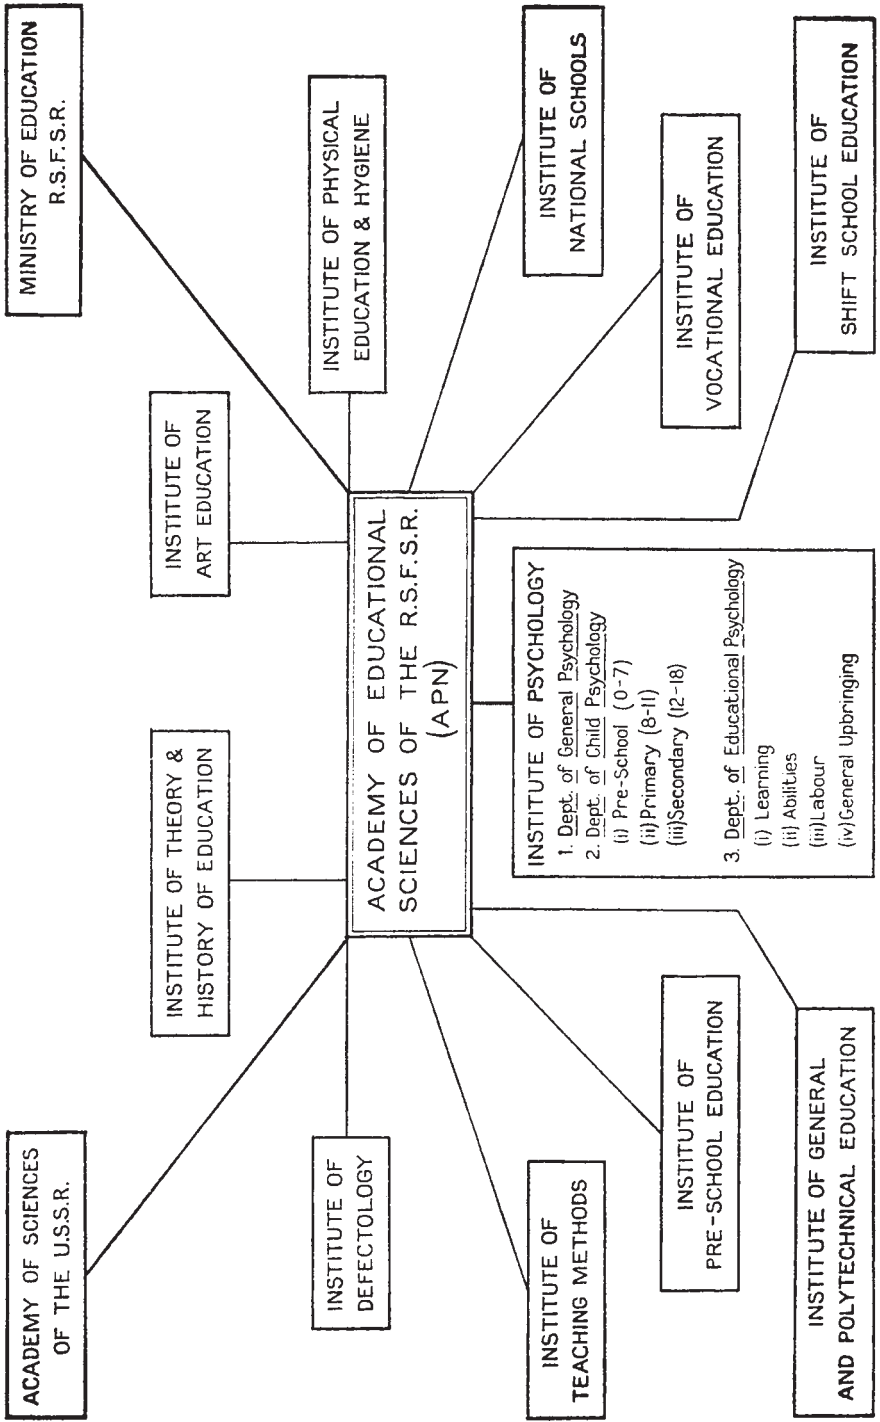 ACADEMY OF SCIENCES
OF THE U.S.S.R.
MINISTRY OF EDUCATION
R.S.F.S.R.
INSTITUTE OF THEORY &
HISTORY OF EDUCATION
INSTITUTE OF
ART EDUCATION
INSTITUTE OF
DEFECTOLOGY
INSTITUTE OF PHYSICAL
EDUCATION & HYGIENE
ACADEMY OF EDUCATIONAL
SCIENCES OF THE R.S.F.S.R.
(APN)
INSTITUTE OF
TEACHING METHODS
INSTITUTE OF
NATIONAL SCHOOLS
INSTITUTE OF PSYCHOLOGY
1. Dept. of General Psychology
2. Dept. of Child Psychology
(i) Pre-School (0-7)
(ii) Primary (8-11)
(iii) Secondary (12-18)
3. Dept. of Educational Psychology
(i) Learning
(ii) Abilities
(iii) Labour
(iv) General Upbringing
INSTITUTE OF
PRE-SCHOOL EDUCATION
INSTITUTE OF
VOCATIONAL EDUCATION
INSTITUTE OF GENERAL
AND POLYTECHNICAL EDUCATION
INSTITUTE OF
SHIFT SCHOOL EDUCATION